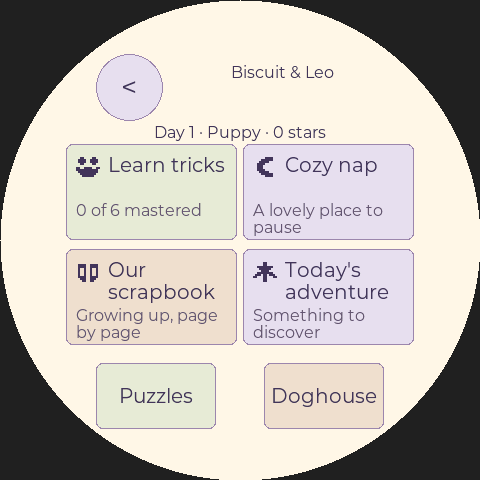 <
Biscuit & Leo
Day 1 · Puppy · 0 stars
Learn tricks
0 of 6 mastered
Cozy nap
A lovely place to
pause
Our
scrapbook
Growing up, page
by page
Today's
adventure
Something to
discover
Puzzles
Doghouse